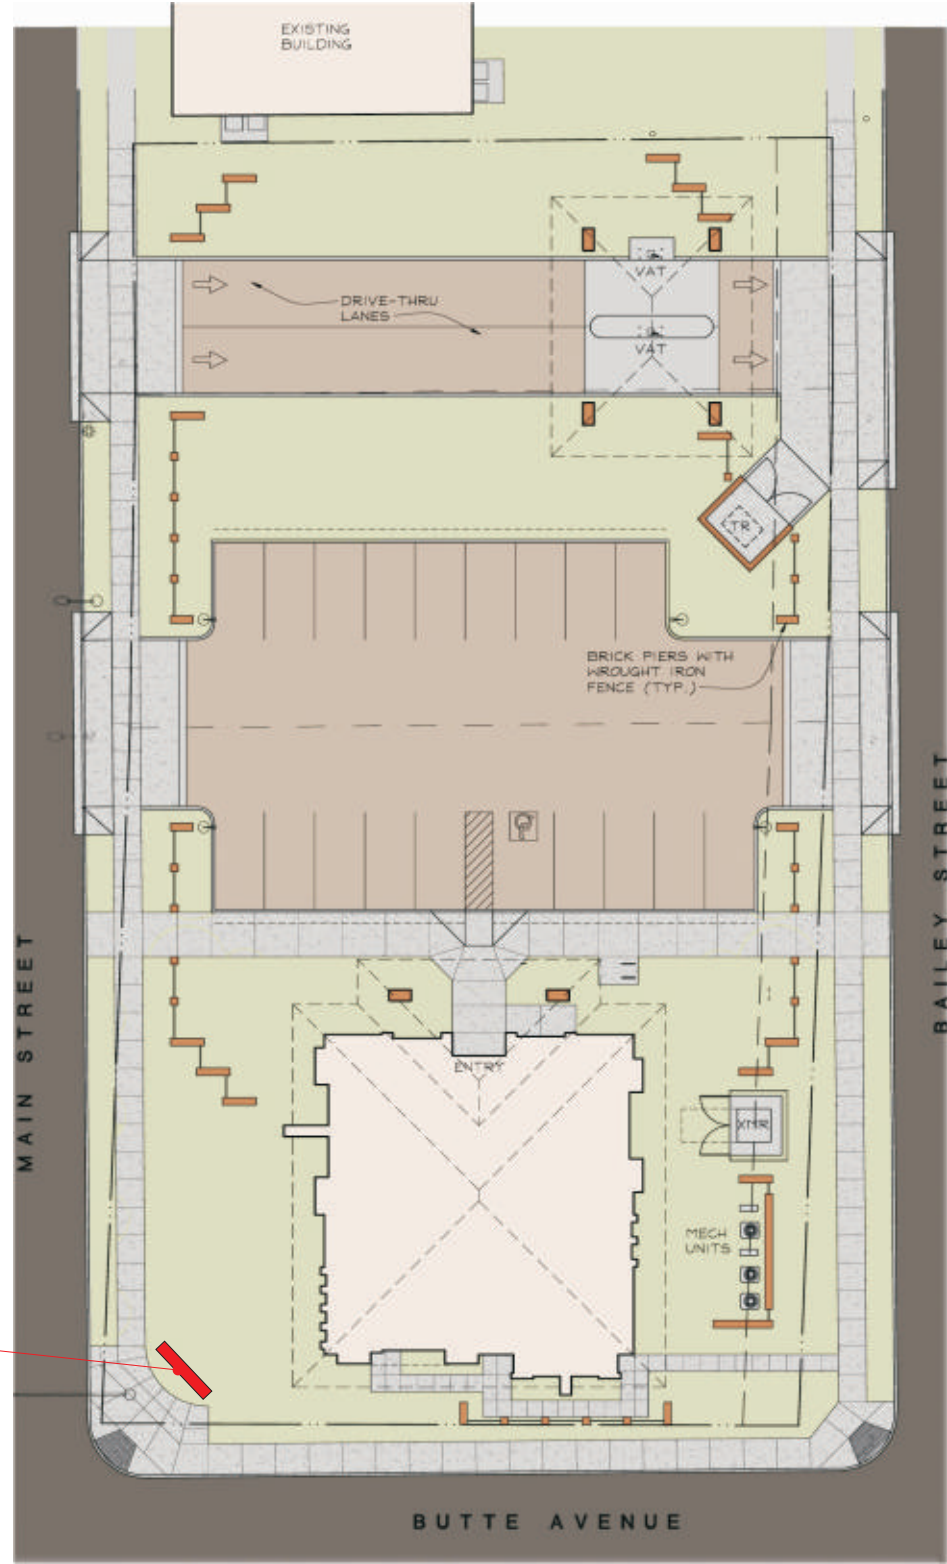 EXISTING
BUILDING
VAT
DRIVE-THRU
LANES
VAT
TR
BRICK PIERS WITH
WROUGHT IRON
FENCE (TYP.)
BAILEY STREET
MAIN STREET
ENTRY
XMR
MECH
UNITS
BUTTE AVENUE